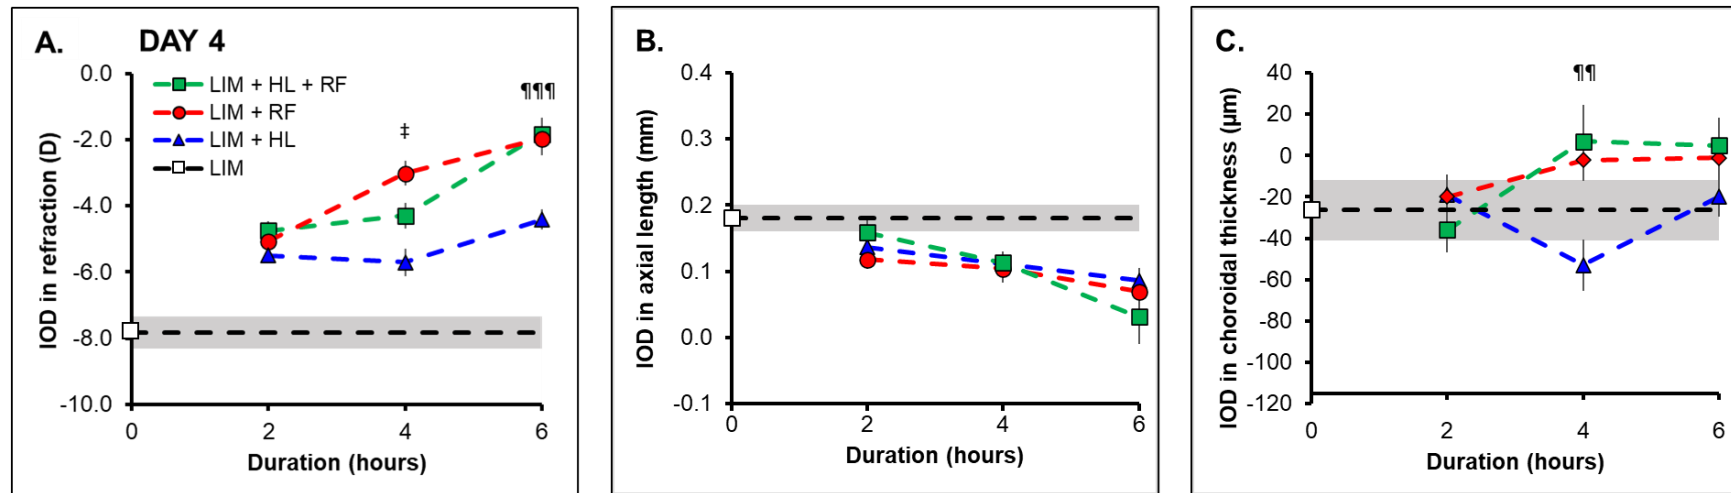 A. DAY 4
0.0
-2.0
-4.0
-6.0
-8.0
-10.0
IOD in refraction (D)
LIM + HL + RF
LIM + RF
LIM + HL
LIM
‡
¶¶¶
0 2 4 6
Duration (hours)
B.
0.4
0.3
0.2
0.1
0.0
-0.1
IOD in axial length (mm)
0 2 4 6
Duration (hours)
C.
40
20
0
-20
-40
-60
-80
-100
-120
IOD in choroidal thickness (µm)
¶¶
0 2 4 6
Duration (hours)